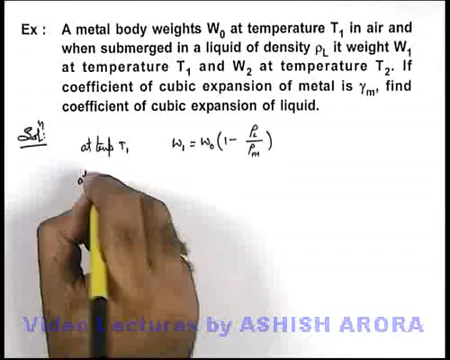 Ex : A metal body weights W₀ at temperature T₁ in air and
when submerged in a liquid of density ρL it weight W₁
at temperature T₁ and W₂ at temperature T₂. If
coefficient of cubic expansion of metal is γm, find
coefficient of cubic expansion of liquid.
Solⁿ: at temp T₁ W₁ = W₀ (1 - ρL/ρm)
at
Video Lectures by ASHISH ARORA